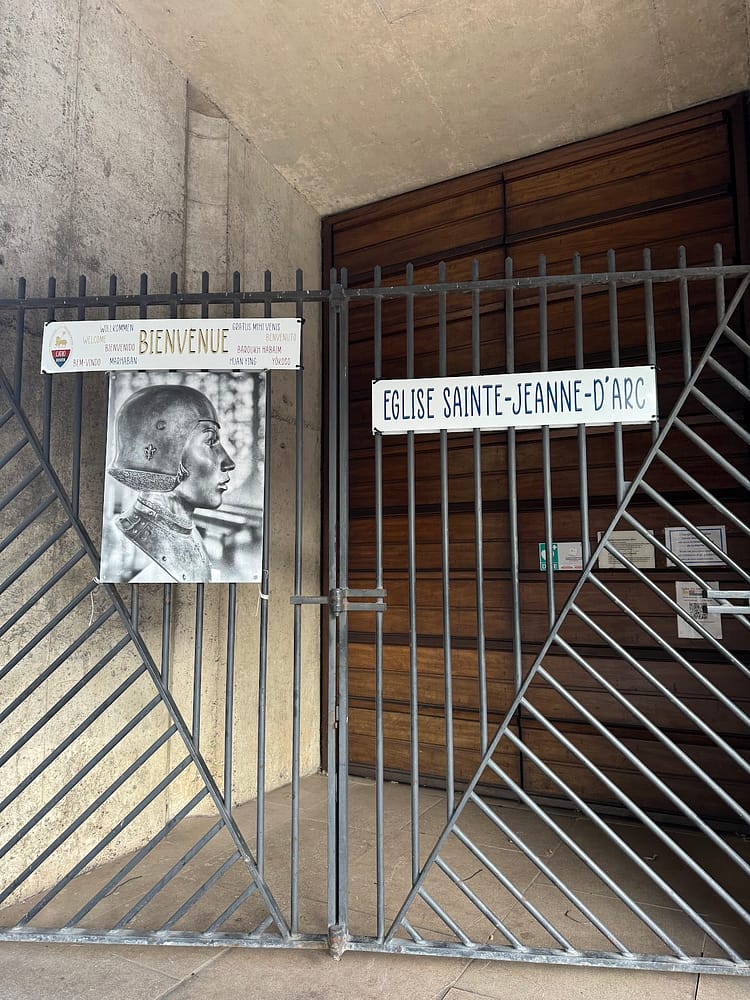 WILLKOMMEN
WELCOME
BIENVENIDO
BEM-VINDO MARHABAN
BIENVENUE
GRATUS MIHI VENIS
BENVENUTO
BAROUKH HABAIM
HUAN YING YÔKOSO
EGLISE SAINTE-JEANNE-D'ARC